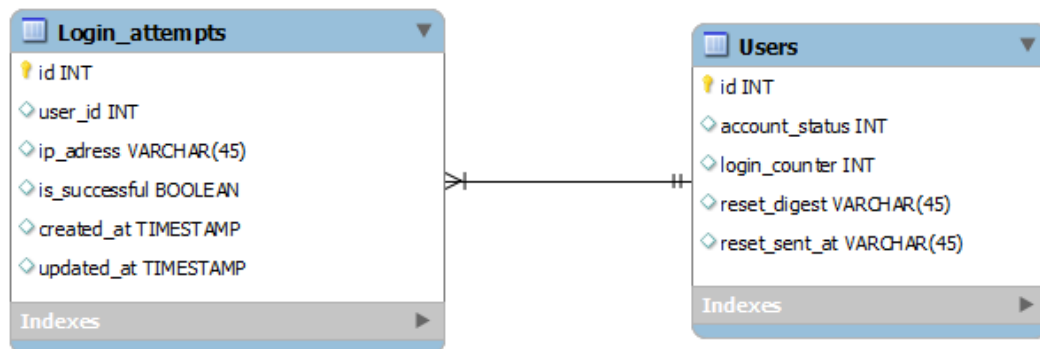 Login_attempts
id INT
user_id INT
ip_adress VARCHAR(45)
is_successful BOOLEAN
created_at TIMESTAMP
updated_at TIMESTAMP
Indexes
Users
id INT
account_status INT
login_counter INT
reset_digest VARCHAR(45)
reset_sent_at VARCHAR(45)
Indexes